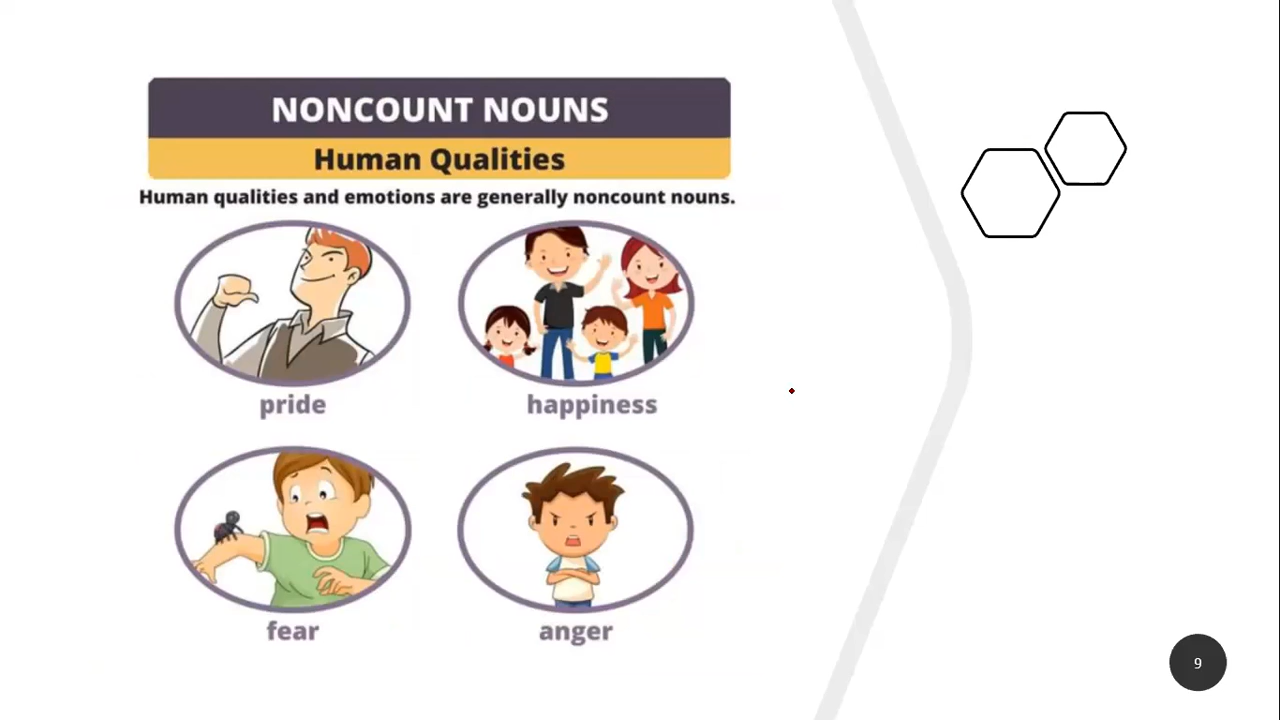 NONCOUNT NOUNS
Human Qualities
Human qualities and emotions are generally noncount nouns.
pride
happiness
fear
anger
9